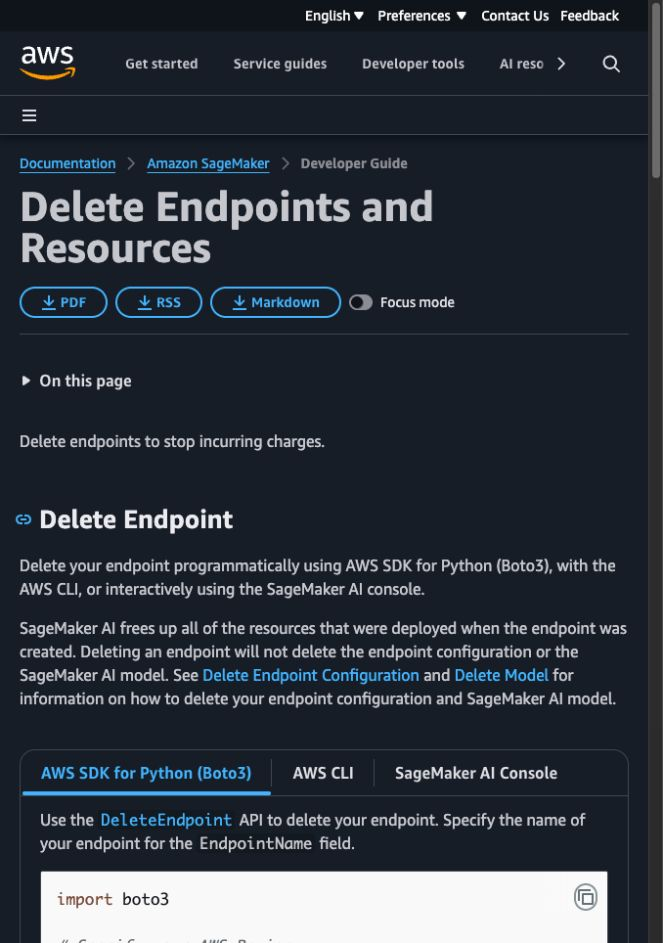 English ▼ Preferences ▼ Contact Us Feedback
aws
Get started Service guides Developer tools AI reso
Documentation > Amazon SageMaker > Developer Guide
Delete Endpoints and
Resources
PDF RSS Markdown Focus mode
On this page
Delete endpoints to stop incurring charges.
Delete Endpoint
Delete your endpoint programmatically using AWS SDK for Python (Boto3), with the
AWS CLI, or interactively using the SageMaker AI console.
SageMaker AI frees up all of the resources that were deployed when the endpoint was
created. Deleting an endpoint will not delete the endpoint configuration or the
SageMaker AI model. See Delete Endpoint Configuration and Delete Model for
information on how to delete your endpoint configuration and SageMaker AI model.
AWS SDK for Python (Boto3) AWS CLI SageMaker AI Console
Use the DeleteEndpoint API to delete your endpoint. Specify the name of
your endpoint for the EndpointName field.
import boto3